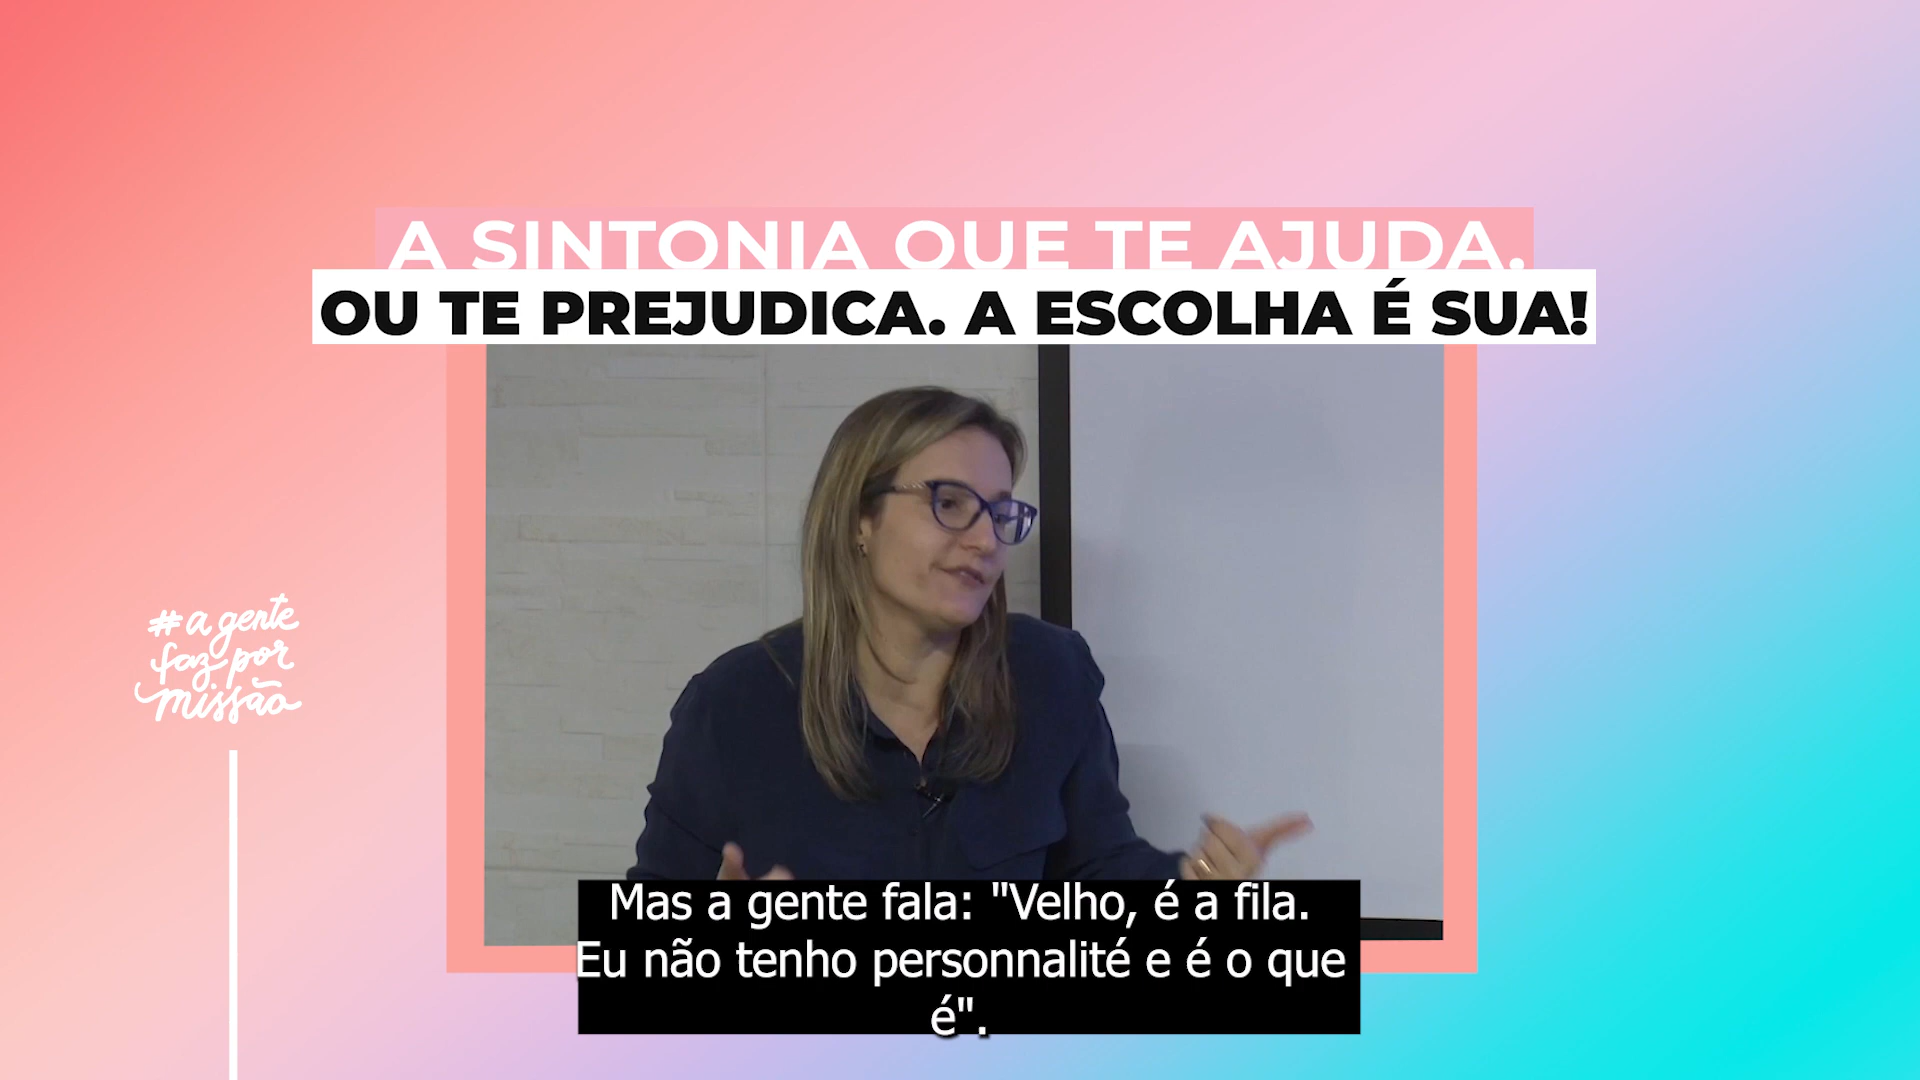 A SINTONIA QUE TE AJUDA.
OU TE PREJUDICA. A ESCOLHA É SUA!
# a gente
faz por
missão
Mas a gente fala: "Velho, é a fila.
Eu não tenho personnalité e é o que
é".